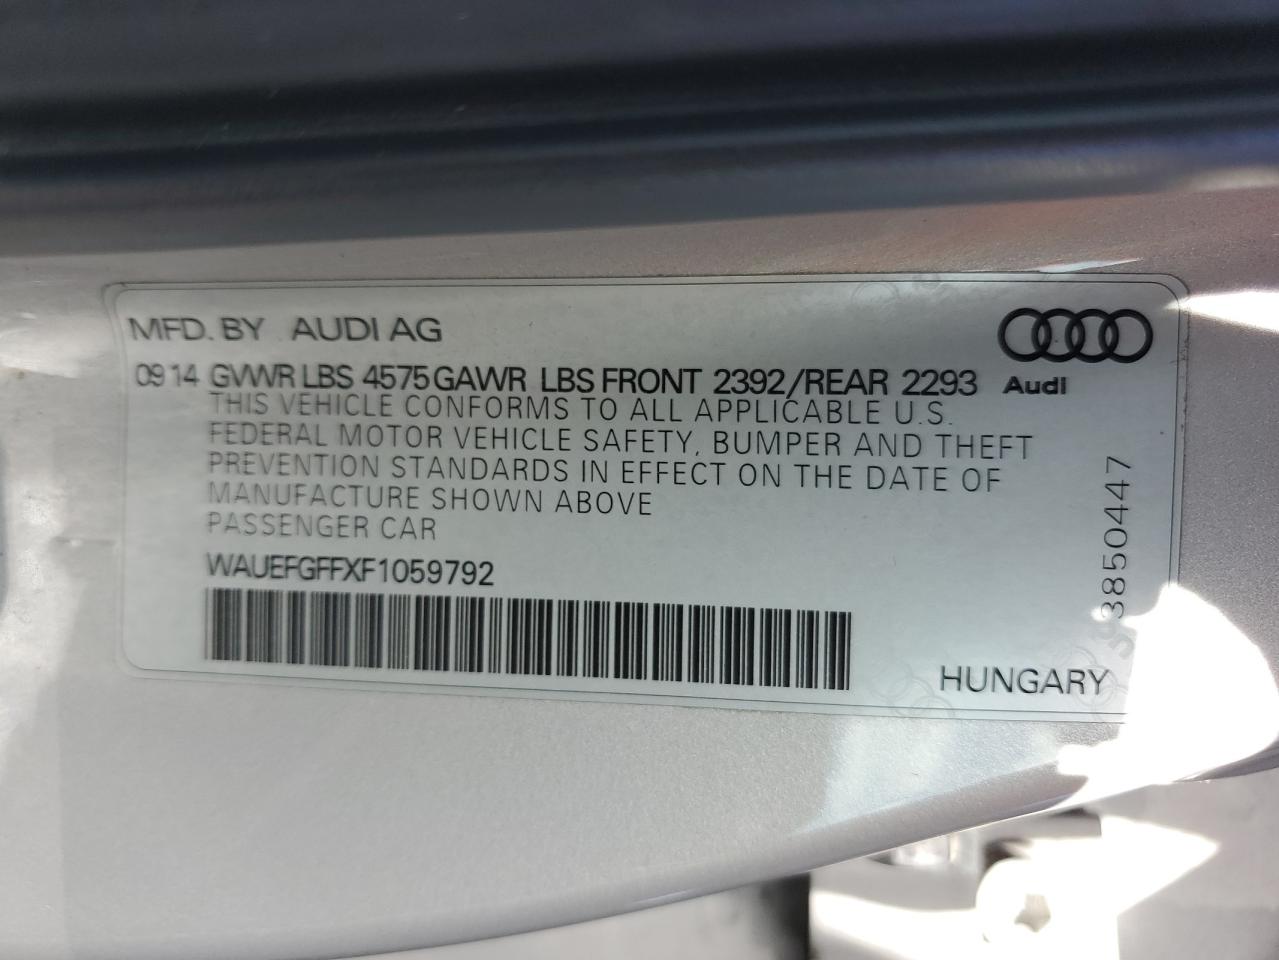 MFD. BY AUDI AG
09 14 GVWR LBS 4575 GAWR LBS FRONT 2392/REAR 2293
Audi
THIS VEHICLE CONFORMS TO ALL APPLICABLE U.S.
FEDERAL MOTOR VEHICLE SAFETY, BUMPER AND THEFT
PREVENTION STANDARDS IN EFFECT ON THE DATE OF
MANUFACTURE SHOWN ABOVE
PASSENGER CAR
WAUEFGFFXF1059792
HUNGARY
3850447